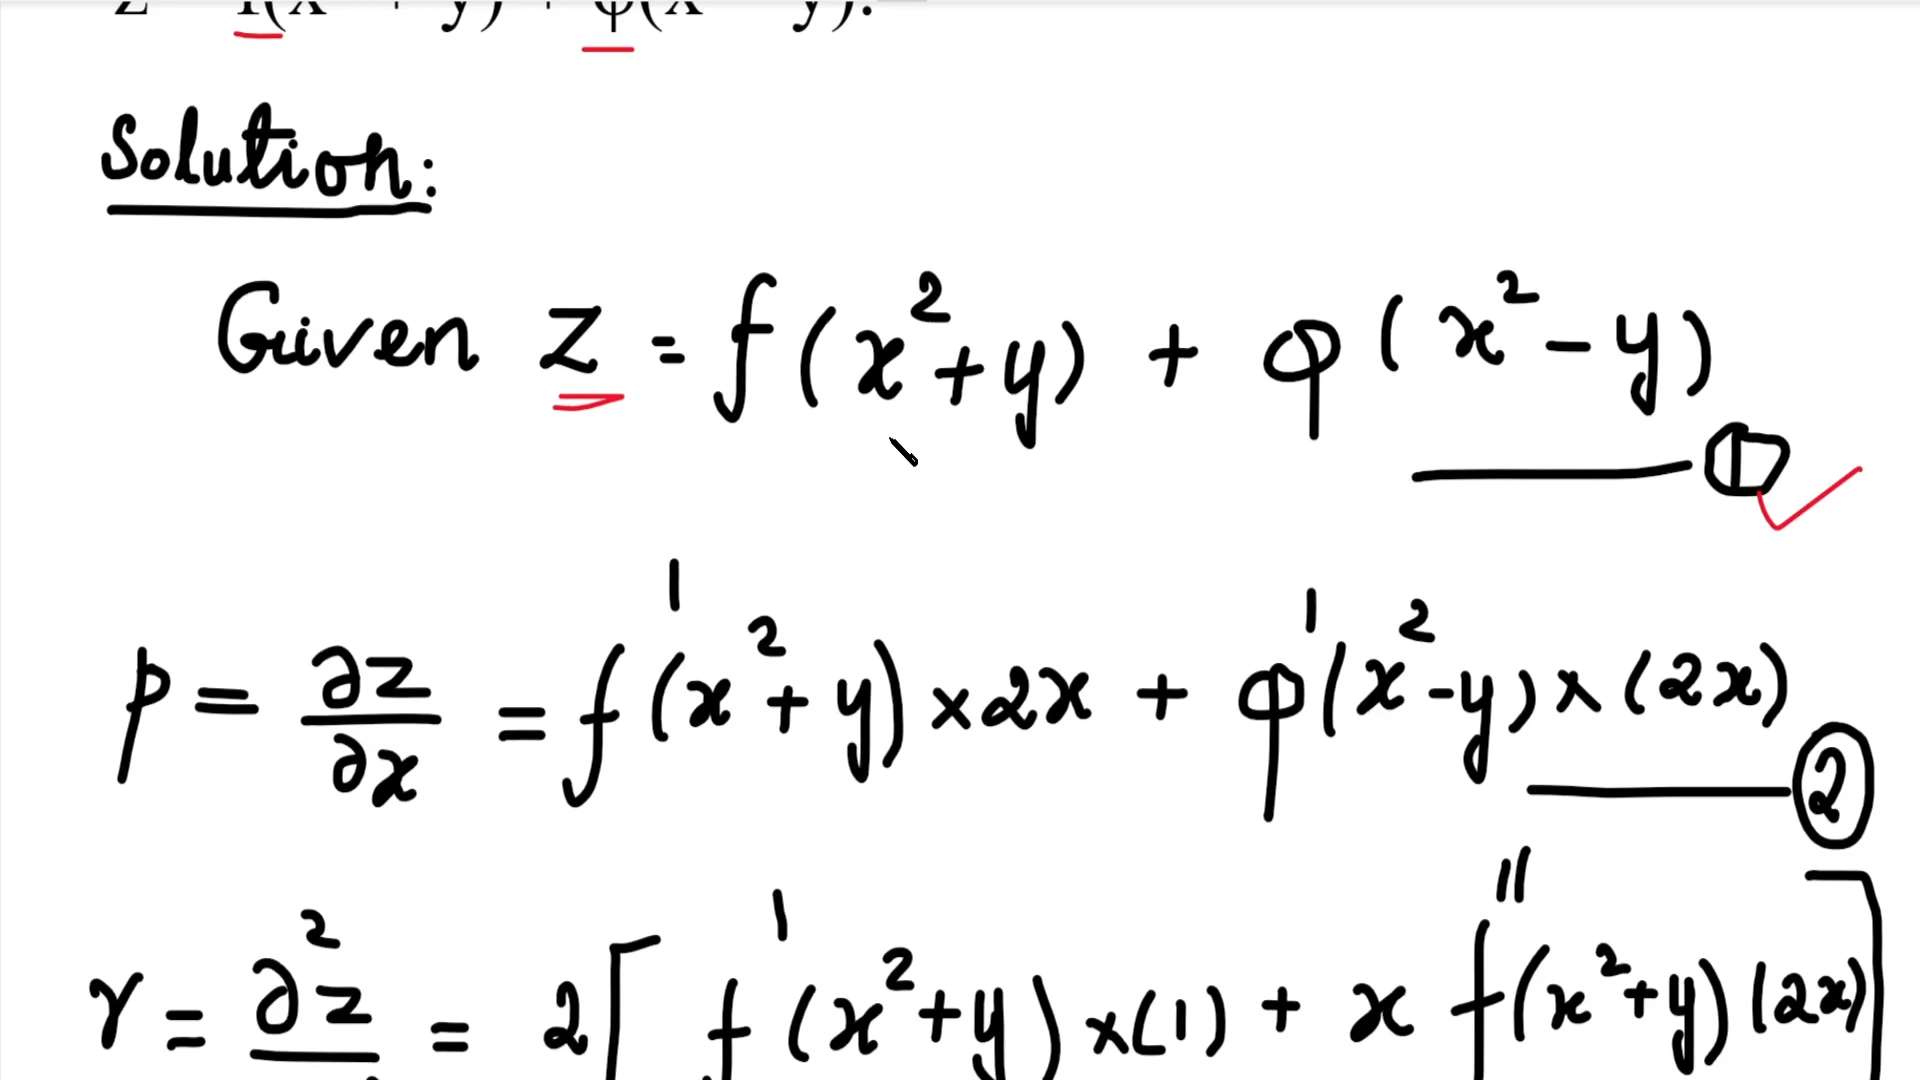 z = f(x + y) + φ(x y).
Solution:
Given z = f(x² + y) + φ(x² - y)
①
p = ∂z/∂x = f'(x² + y) × 2x + φ'(x² - y) × (2x)
②
r = ∂²z = 2[ f'(x² + y) × (1) + x f''(x² + y)(2x)]